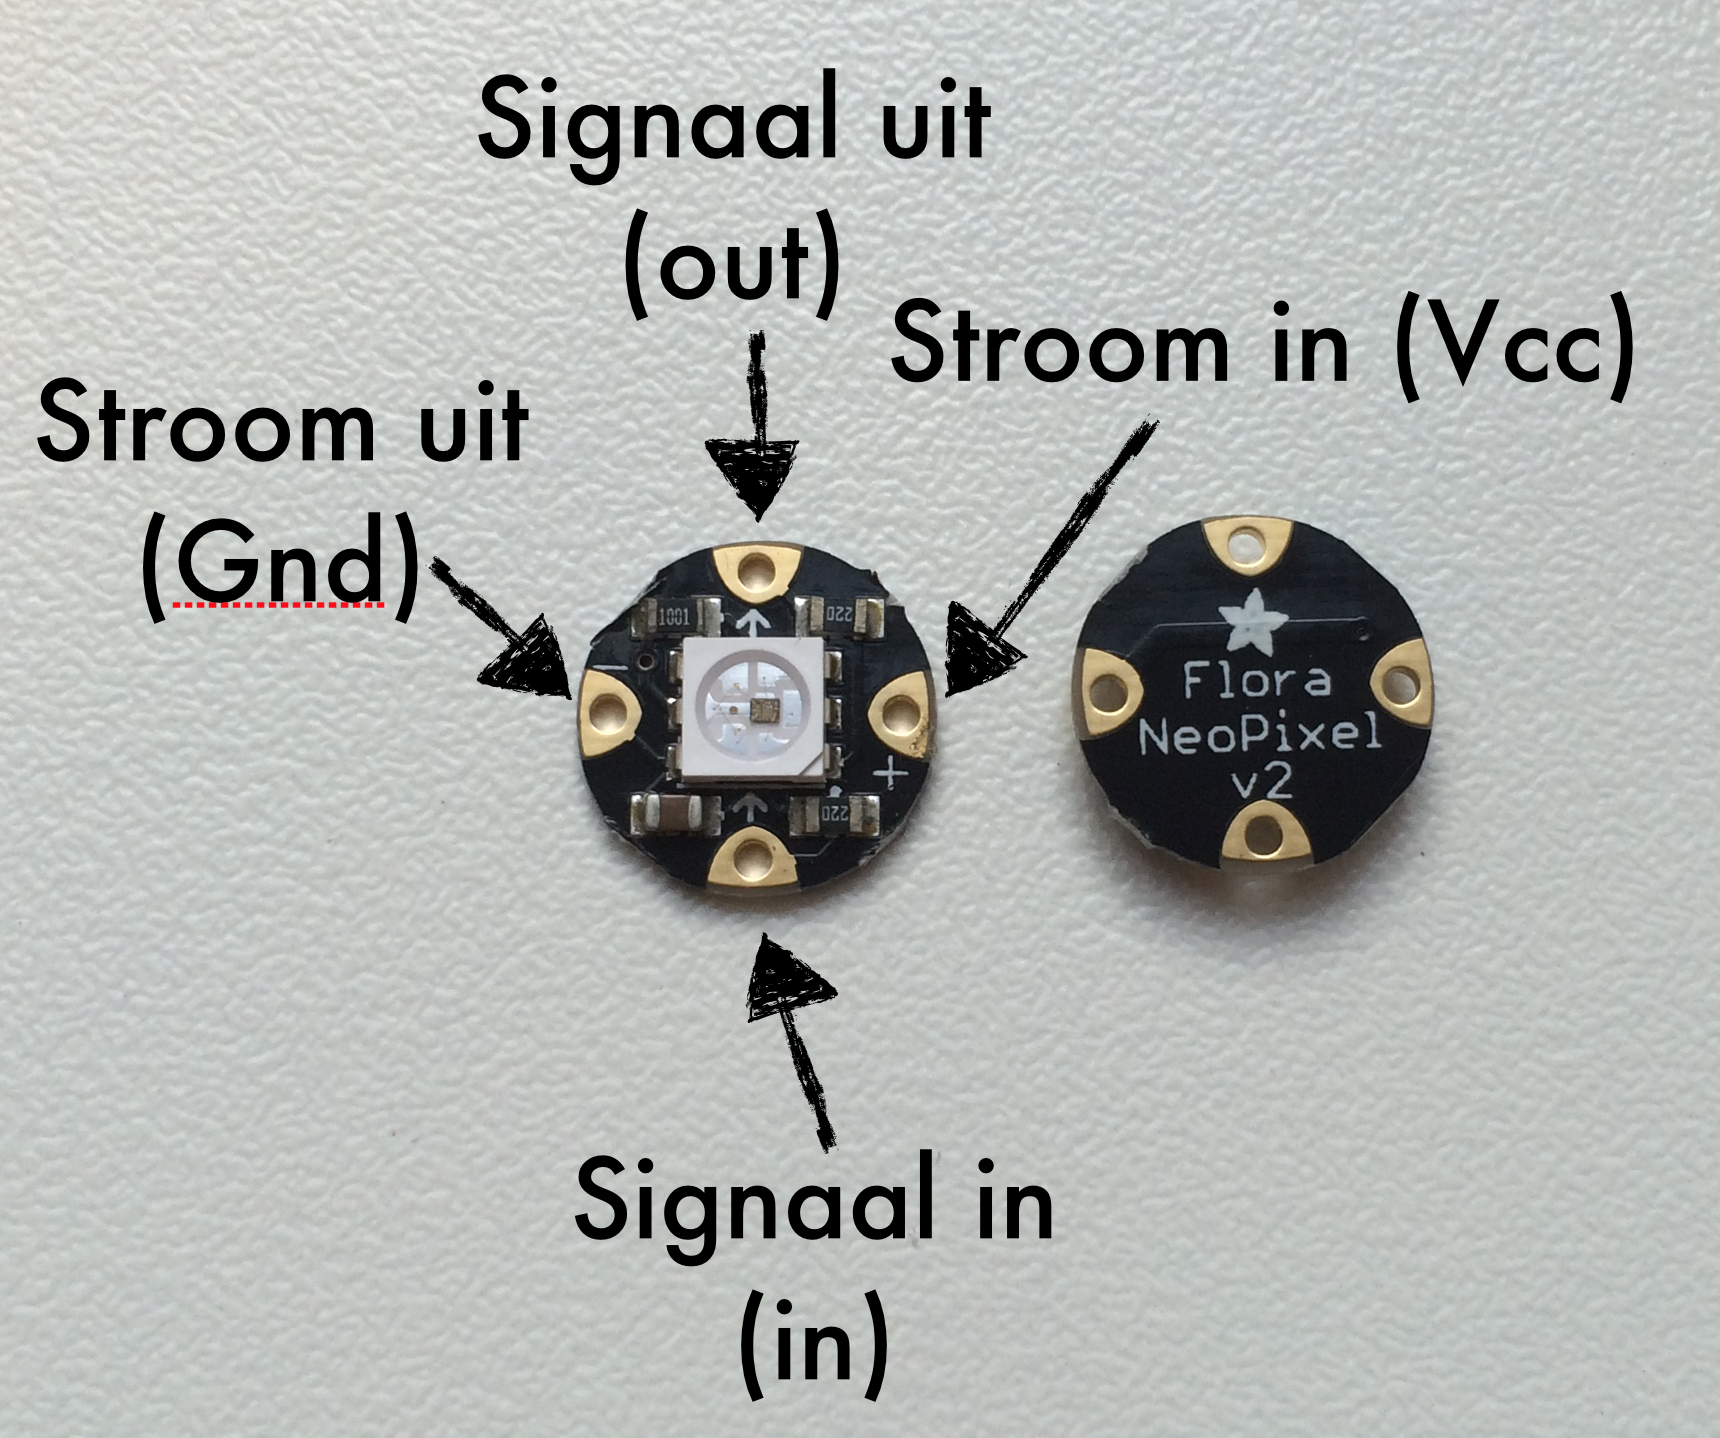 Signaal uit
(out)
Stroom in (Vcc)
Stroom uit
(Gnd)
1001
220
−
+
220
Flora
NeoPixel
v2
Signaal in
(in)